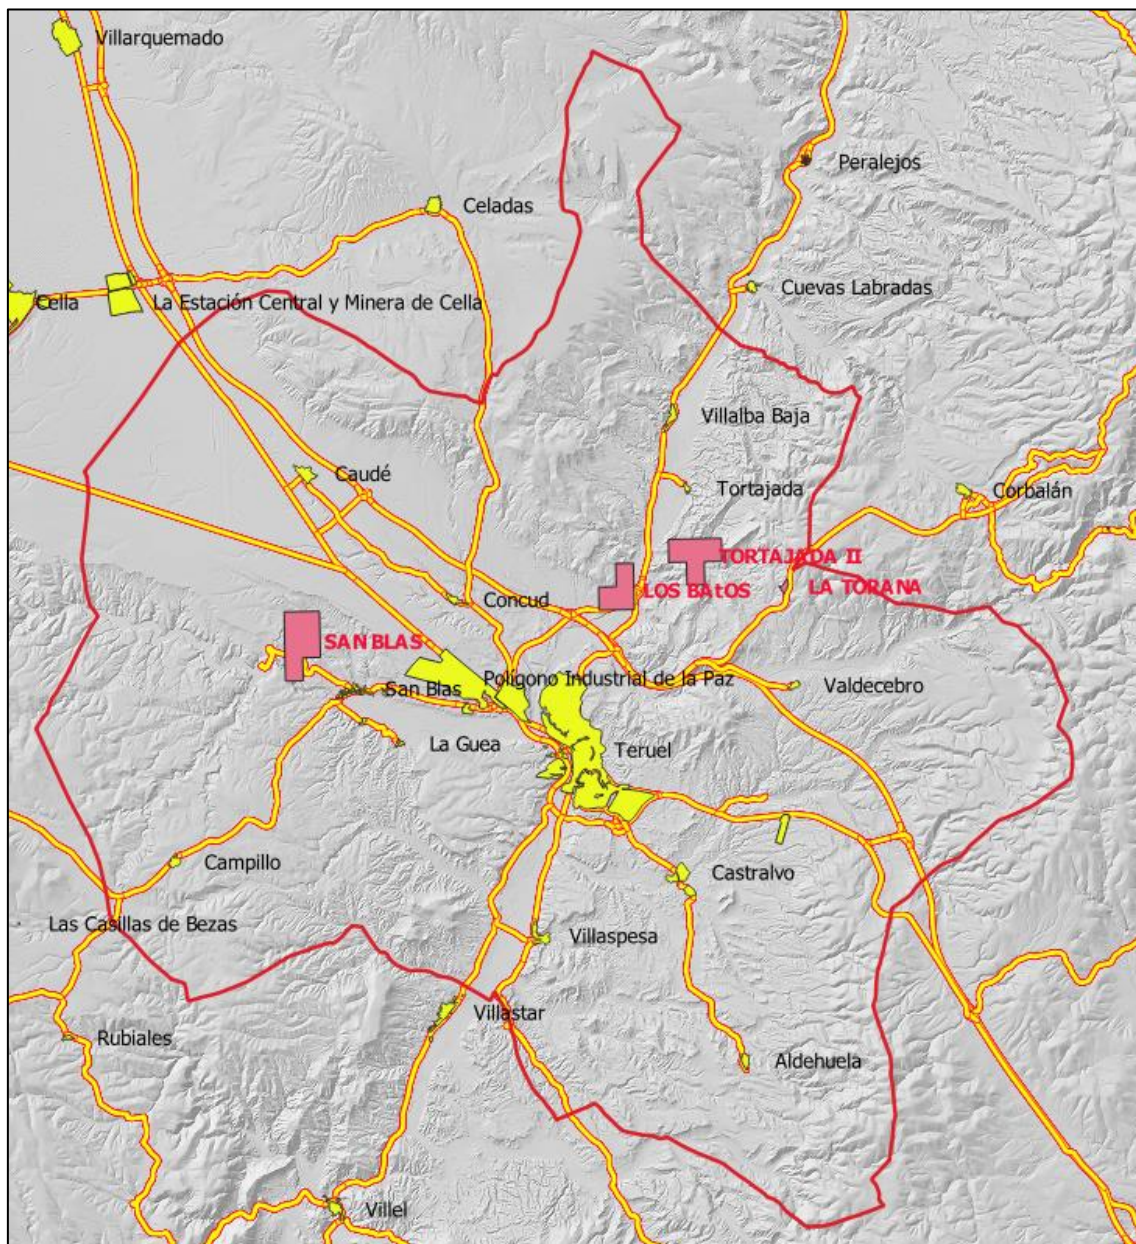 Villarquemado
Peralejos
Celadas
Cuevas Labradas
Cella
La Estación Central y Minera de Cella
Villalba Baja
Caudé
Tortajada
Corbalán
TORTAJADA II
LOS BAtOS
LA TORANA
Concud
SAN BLAS
San Blas
Polígono Industrial de la Paz
Valdecebro
La Guea
Teruel
Campillo
Castralvo
Las Casillas de Bezas
Villaspesa
Villastar
Rubiales
Aldehuela
Villel